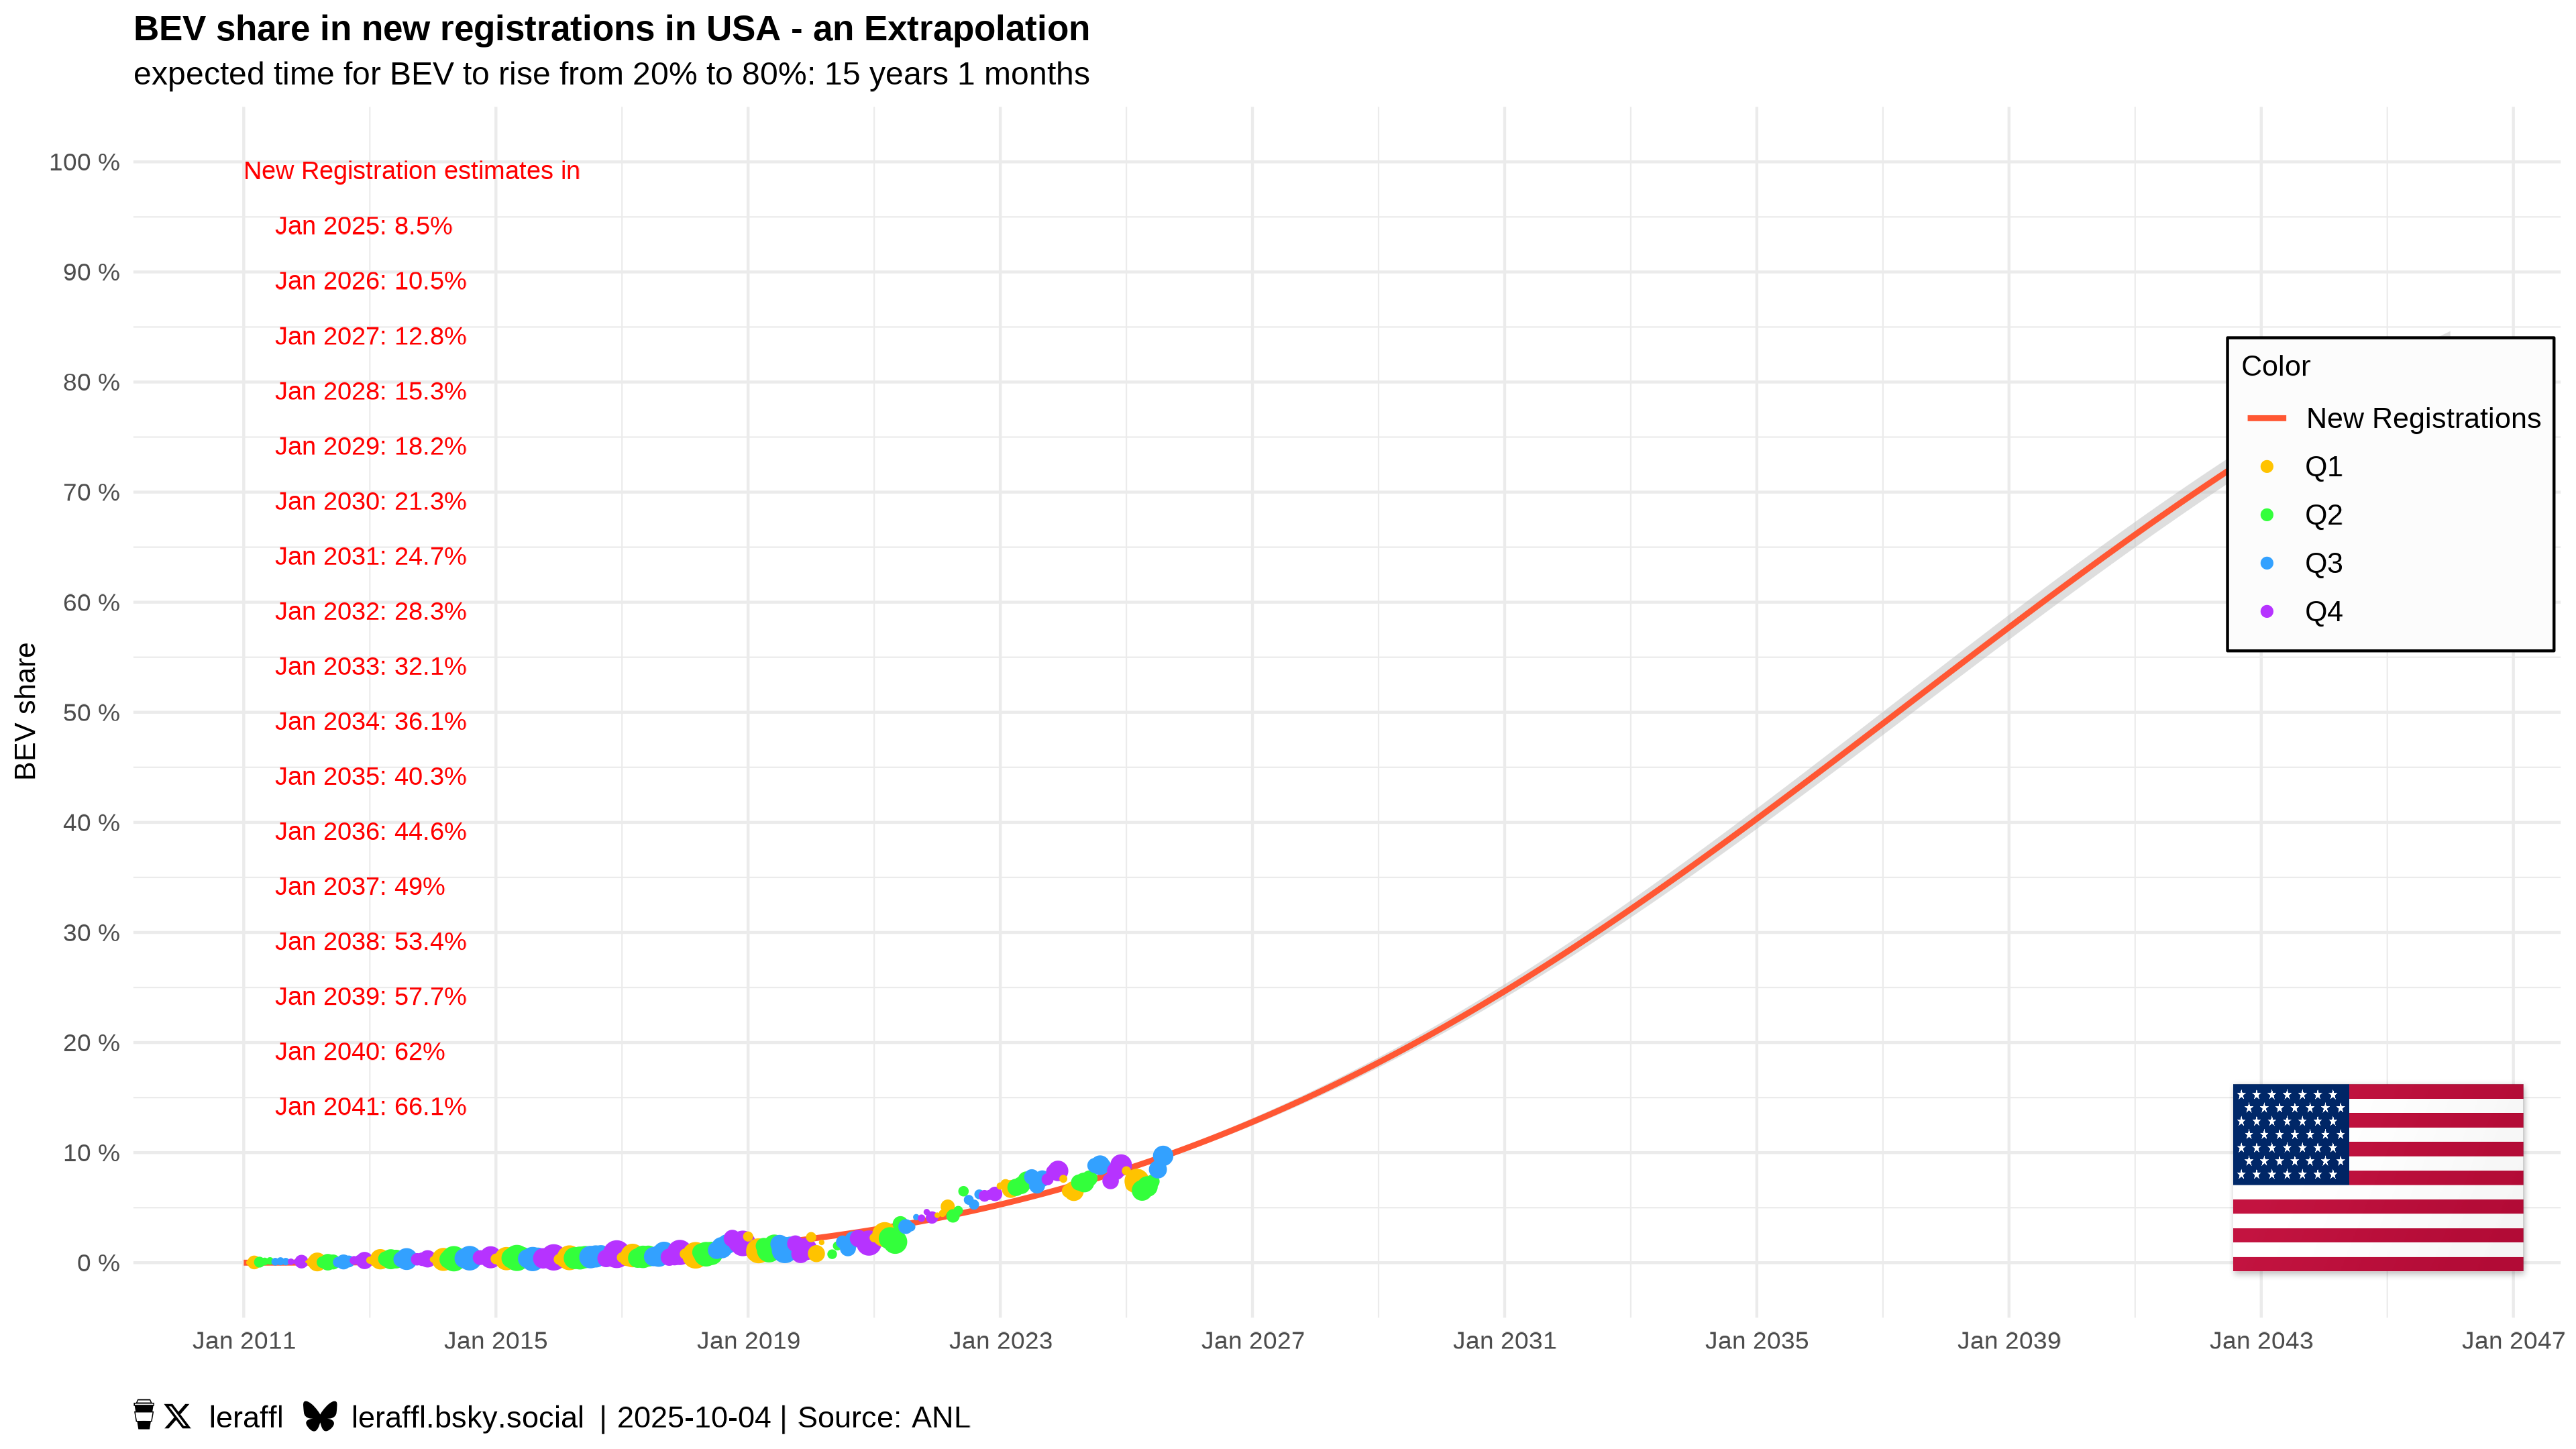 BEV share in new registrations in USA - an Extrapolation
expected time for BEV to rise from 20% to 80%: 15 years 1 months
BEV share
100 %
90 %
80 %
70 %
60 %
50 %
40 %
30 %
20 %
10 %
0 %
New Registration estimates in
Jan 2025: 8.5%
Jan 2026: 10.5%
Jan 2027: 12.8%
Jan 2028: 15.3%
Jan 2029: 18.2%
Jan 2030: 21.3%
Jan 2031: 24.7%
Jan 2032: 28.3%
Jan 2033: 32.1%
Jan 2034: 36.1%
Jan 2035: 40.3%
Jan 2036: 44.6%
Jan 2037: 49%
Jan 2038: 53.4%
Jan 2039: 57.7%
Jan 2040: 62%
Jan 2041: 66.1%
Color
New Registrations
Q1
Q2
Q3
Q4
Jan 2011 Jan 2015 Jan 2019 Jan 2023 Jan 2027 Jan 2031 Jan 2035 Jan 2039 Jan 2043 Jan 2047
leraffl leraffl.bsky.social | 2025-10-04 | Source: ANL